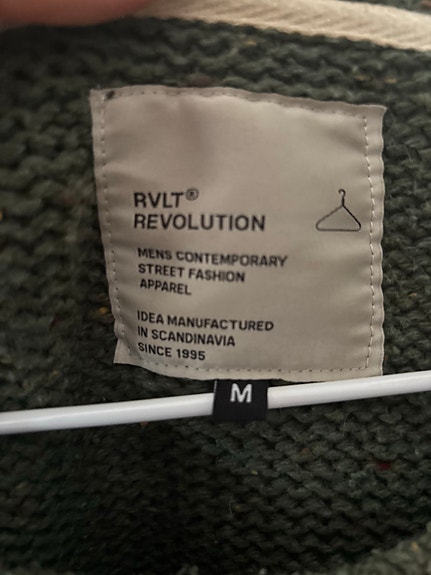 RVLT®
REVOLUTION
MENS CONTEMPORARY
STREET FASHION
APPAREL
IDEA MANUFACTURED
IN SCANDINAVIA
SINCE 1995
M